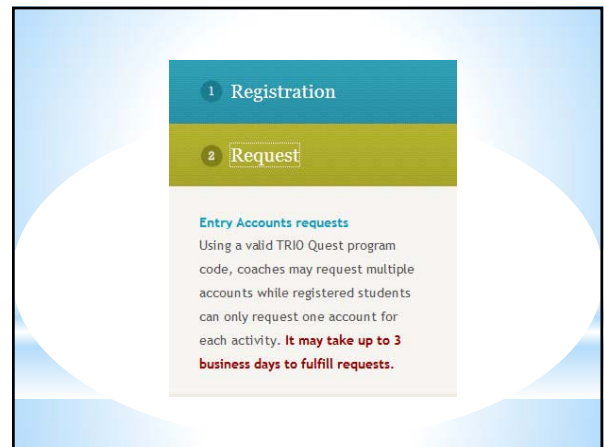 1 Registration
2 Request
Entry Accounts requests
Using a valid TRIO Quest program
code, coaches may request multiple
accounts while registered students
can only request one account for
each activity. It may take up to 3
business days to fulfill requests.